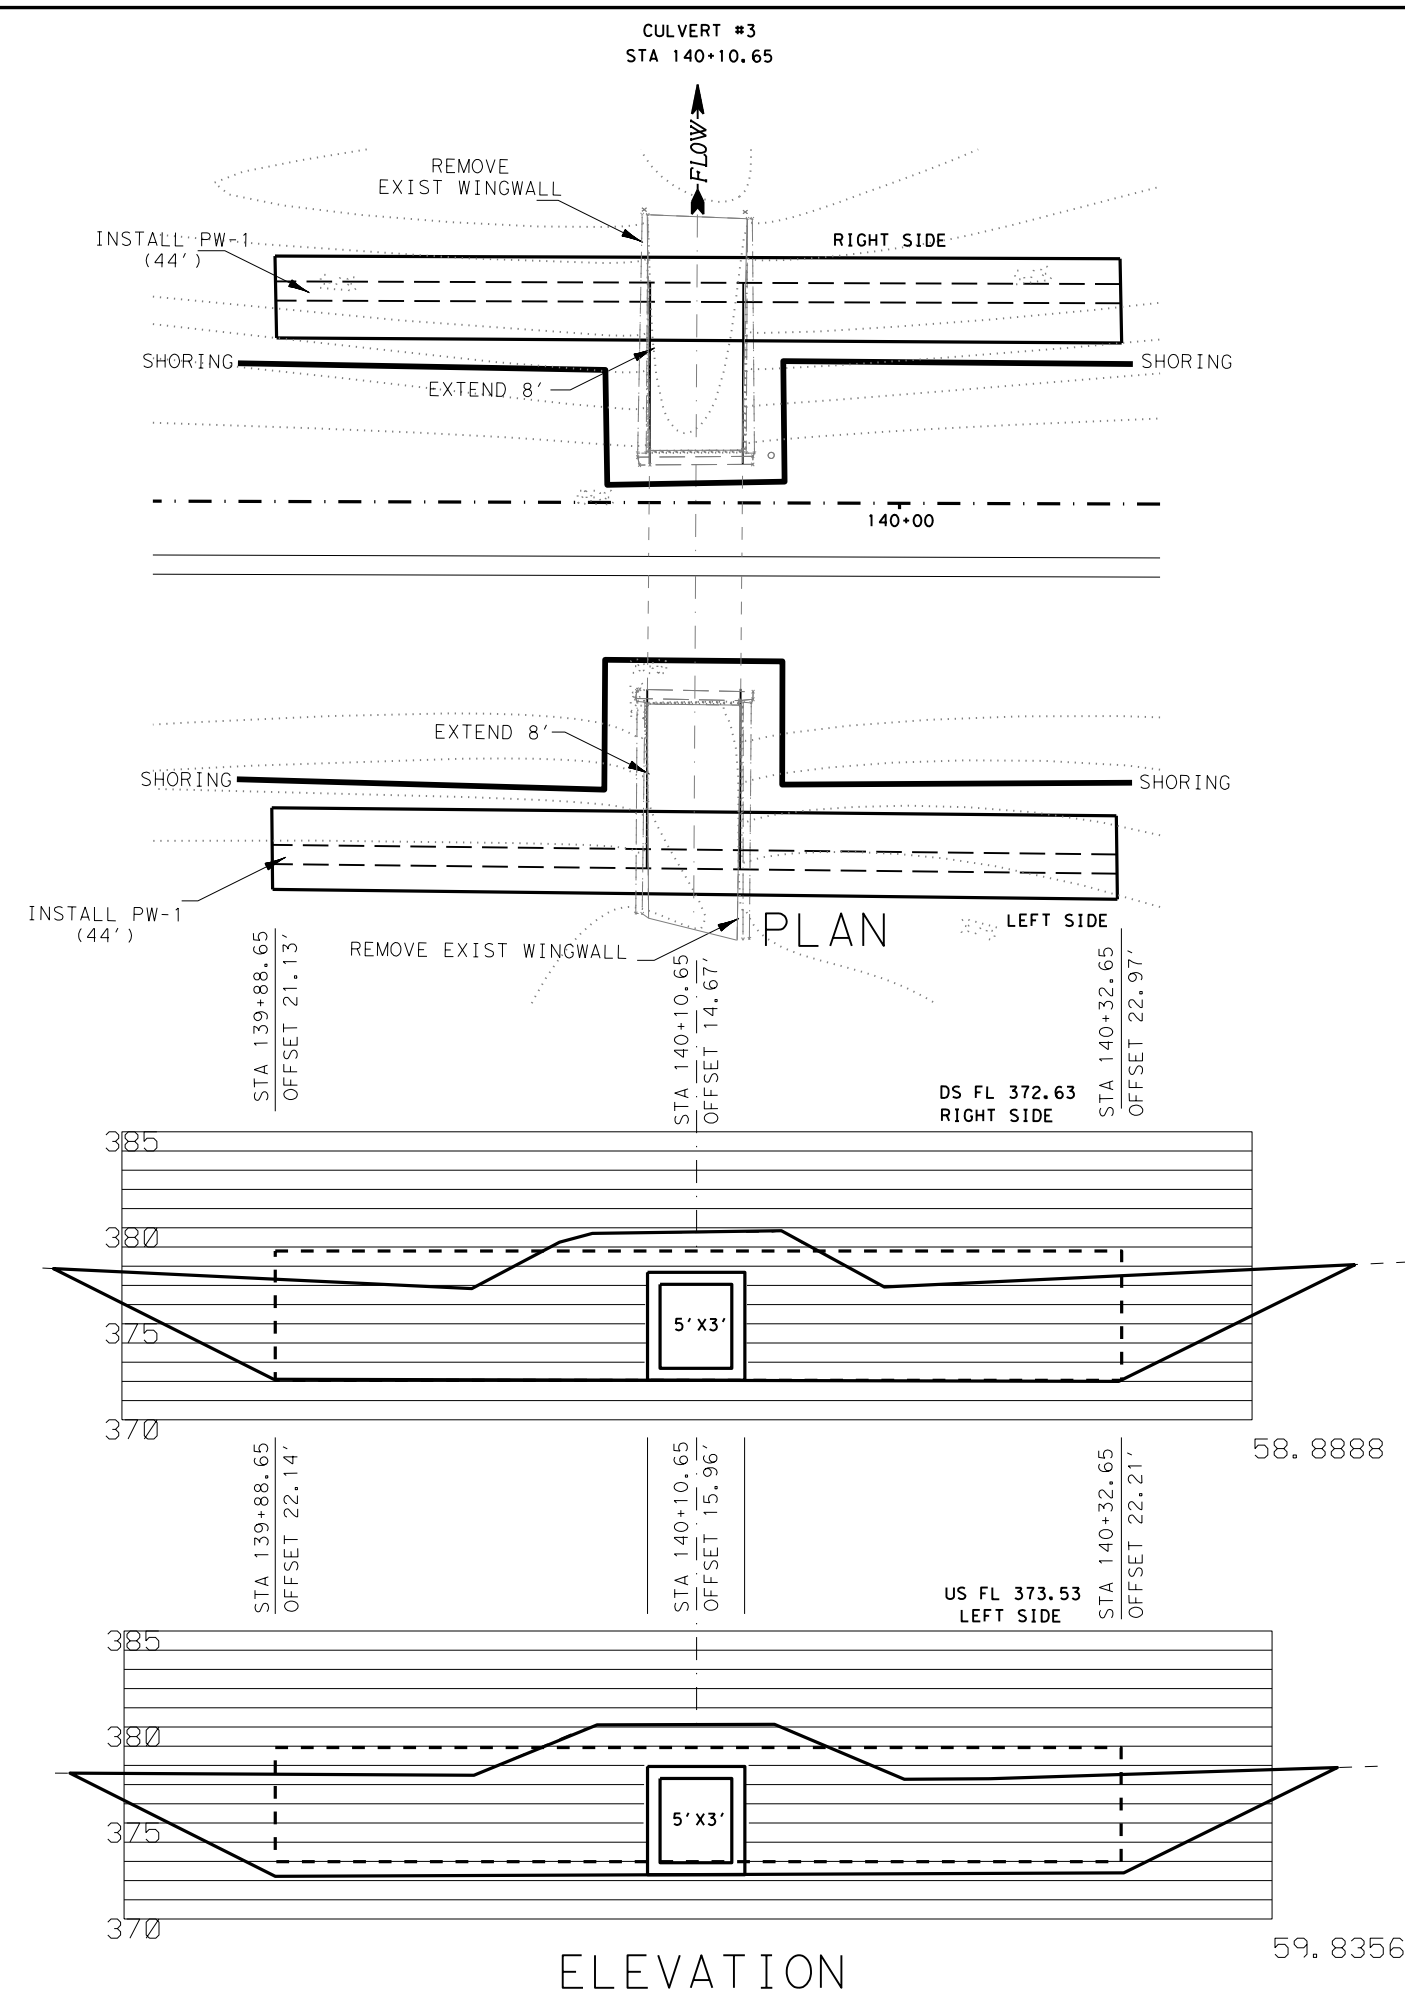 CULVERT #3
STA 140+10.65
FLOW
REMOVE
EXIST WINGWALL
INSTALL PW-1
(44')
RIGHT SIDE
SHORING
SHORING
EXTEND 8'
140+00
EXTEND 8'
SHORING
SHORING
INSTALL PW-1
(44')
REMOVE EXIST WINGWALL
PLAN
LEFT SIDE
STA 139+88.65
OFFSET 21.13'
STA 140+10.65
OFFSET 14.67'
STA 140+32.65
OFFSET 22.97'
DS FL 372.63
RIGHT SIDE
385
380
375
370
5'X3'
58.8888
STA 139+88.65
OFFSET 22.14'
STA 140+10.65
OFFSET 15.96'
STA 140+32.65
OFFSET 22.21'
US FL 373.53
LEFT SIDE
385
380
375
370
5'X3'
59.8356
ELEVATION